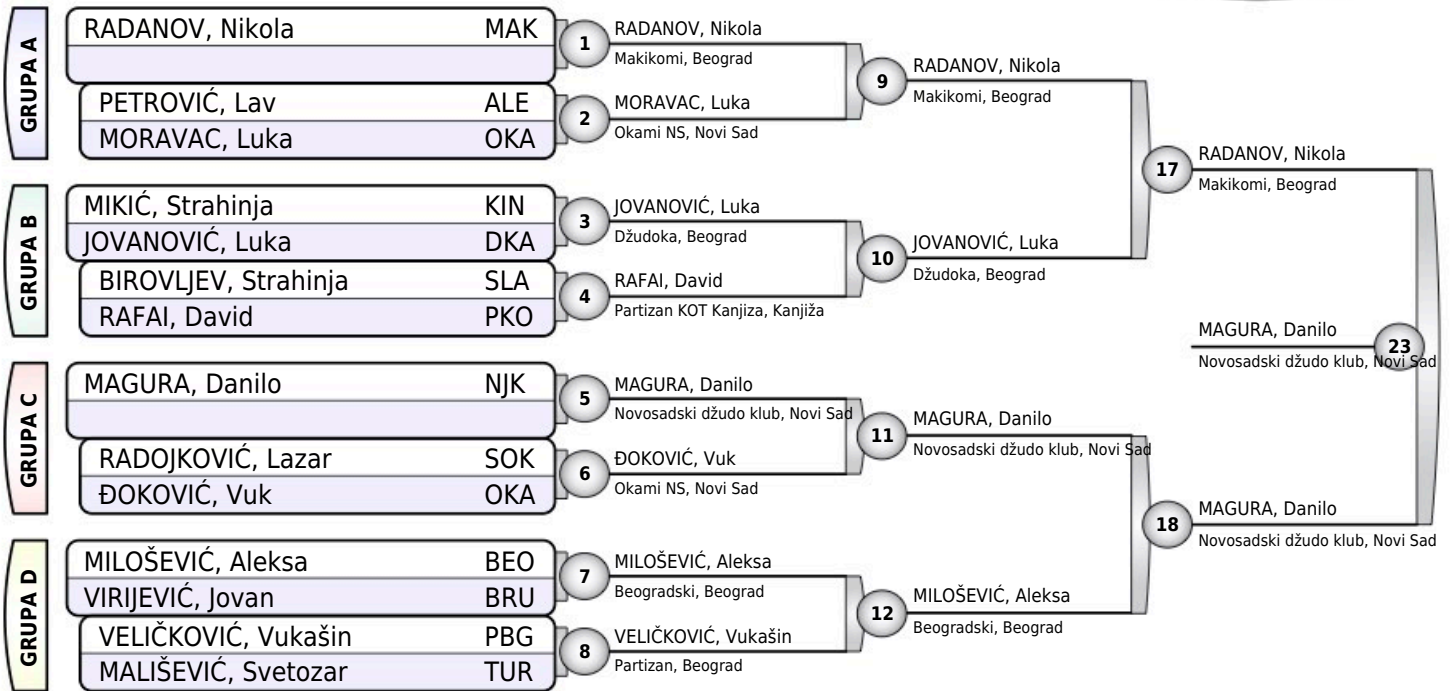 GRUPA A
RADANOV, Nikola MAK
PETROVIĆ, Lav ALE
MORAVAC, Luka OKA
GRUPA B
MIKIĆ, Strahinja KIN
JOVANOVIĆ, Luka DKA
BIROVLJEV, Strahinja SLA
RAFAI, David PKO
GRUPA C
MAGURA, Danilo NJK
RADOJKOVIĆ, Lazar SOK
ĐOKOVIĆ, Vuk OKA
GRUPA D
MILOŠEVIĆ, Aleksa BEO
VIRIJEVIĆ, Jovan BRU
VELIČKOVIĆ, Vukašin PBG
MALIŠEVIĆ, Svetozar TUR
1
RADANOV, Nikola
Makikomi, Beograd
2
MORAVAC, Luka
Okami NS, Novi Sad
3
JOVANOVIĆ, Luka
Džudoka, Beograd
4
RAFAI, David
Partizan KOT Kanjiza, Kanjiža
5
MAGURA, Danilo
Novosadski džudo klub, Novi Sad
6
ĐOKOVIĆ, Vuk
Okami NS, Novi Sad
7
MILOŠEVIĆ, Aleksa
Beogradski, Beograd
8
VELIČKOVIĆ, Vukašin
Partizan, Beograd
9
RADANOV, Nikola
Makikomi, Beograd
10
JOVANOVIĆ, Luka
Džudoka, Beograd
11
MAGURA, Danilo
Novosadski džudo klub, Novi Sad
12
MILOŠEVIĆ, Aleksa
Beogradski, Beograd
17
RADANOV, Nikola
Makikomi, Beograd
18
MAGURA, Danilo
Novosadski džudo klub, Novi Sad
23
MAGURA, Danilo
Novosadski džudo klub, Novi Sad